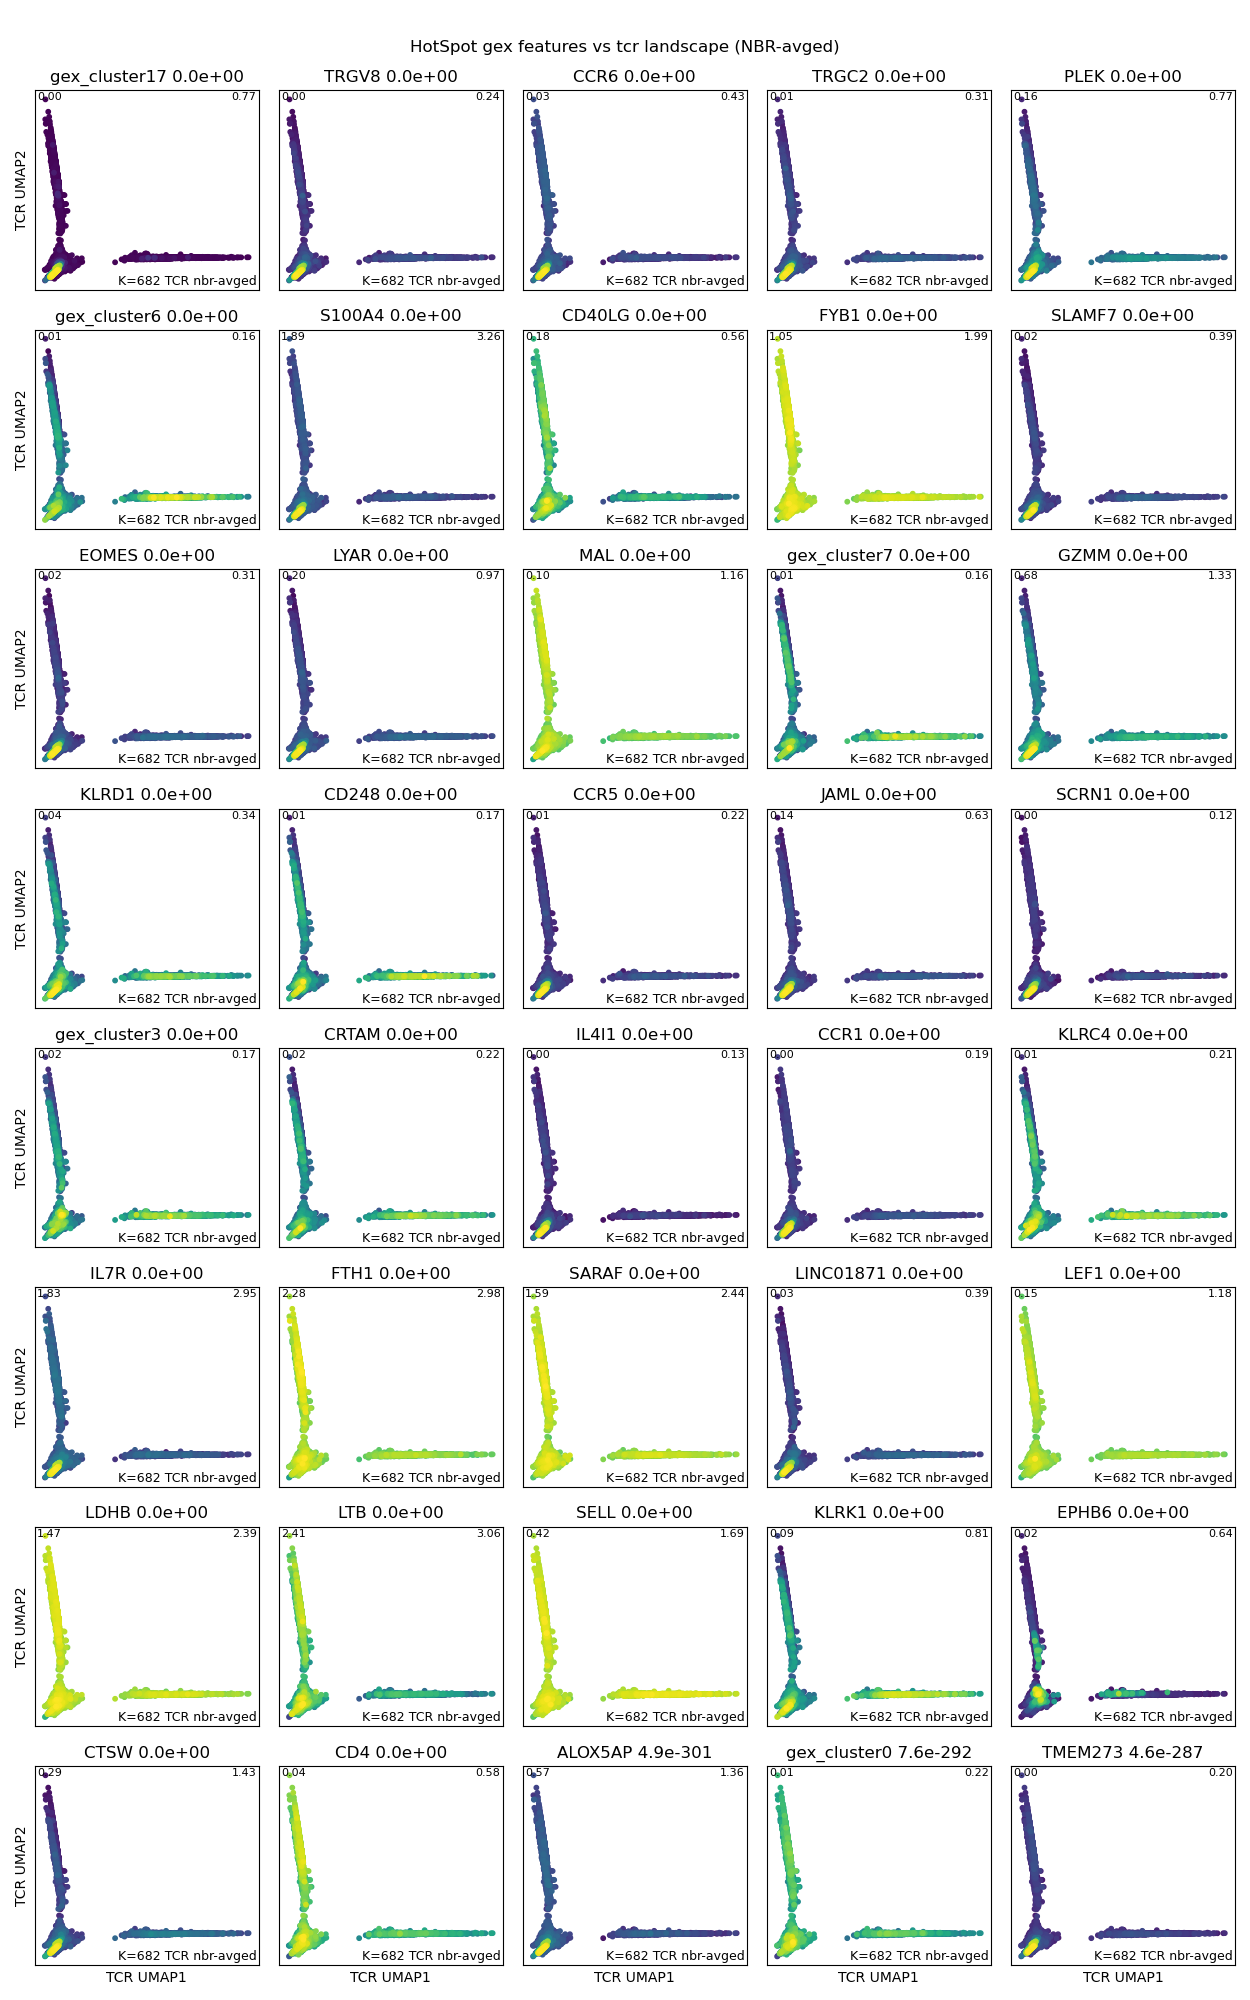 HotSpot gex features vs tcr landscape (NBR-avged)
gex_cluster17 0.0e+00
TRGV8 0.0e+00
CCR6 0.0e+00
TRGC2 0.0e+00
PLEK 0.0e+00
0.00 0.77
0.00 0.24
0.03 0.43
0.01 0.31
0.16 0.77
TCR UMAP2
K=682 TCR nbr-avged
K=682 TCR nbr-avged
K=682 TCR nbr-avged
K=682 TCR nbr-avged
K=682 TCR nbr-avged
gex_cluster6 0.0e+00
S100A4 0.0e+00
CD40LG 0.0e+00
FYB1 0.0e+00
SLAMF7 0.0e+00
0.01 0.16
1.89 3.26
0.18 0.56
1.05 1.99
0.02 0.39
TCR UMAP2
K=682 TCR nbr-avged
K=682 TCR nbr-avged
K=682 TCR nbr-avged
K=682 TCR nbr-avged
K=682 TCR nbr-avged
EOMES 0.0e+00
LYAR 0.0e+00
MAL 0.0e+00
gex_cluster7 0.0e+00
GZMM 0.0e+00
0.02 0.31
0.20 0.97
0.10 1.16
0.01 0.16
0.68 1.33
TCR UMAP2
K=682 TCR nbr-avged
K=682 TCR nbr-avged
K=682 TCR nbr-avged
K=682 TCR nbr-avged
K=682 TCR nbr-avged
KLRD1 0.0e+00
CD248 0.0e+00
CCR5 0.0e+00
JAML 0.0e+00
SCRN1 0.0e+00
0.04 0.34
0.01 0.17
0.01 0.22
0.14 0.63
0.00 0.12
TCR UMAP2
K=682 TCR nbr-avged
K=682 TCR nbr-avged
K=682 TCR nbr-avged
K=682 TCR nbr-avged
K=682 TCR nbr-avged
gex_cluster3 0.0e+00
CRTAM 0.0e+00
IL4I1 0.0e+00
CCR1 0.0e+00
KLRC4 0.0e+00
0.02 0.17
0.02 0.22
0.00 0.13
0.00 0.19
0.01 0.21
TCR UMAP2
K=682 TCR nbr-avged
K=682 TCR nbr-avged
K=682 TCR nbr-avged
K=682 TCR nbr-avged
K=682 TCR nbr-avged
IL7R 0.0e+00
FTH1 0.0e+00
SARAF 0.0e+00
LINC01871 0.0e+00
LEF1 0.0e+00
1.83 2.95
2.28 2.98
1.59 2.44
0.03 0.39
0.15 1.18
TCR UMAP2
K=682 TCR nbr-avged
K=682 TCR nbr-avged
K=682 TCR nbr-avged
K=682 TCR nbr-avged
K=682 TCR nbr-avged
LDHB 0.0e+00
LTB 0.0e+00
SELL 0.0e+00
KLRK1 0.0e+00
EPHB6 0.0e+00
1.47 2.39
2.41 3.06
0.42 1.69
0.09 0.81
0.02 0.64
TCR UMAP2
K=682 TCR nbr-avged
K=682 TCR nbr-avged
K=682 TCR nbr-avged
K=682 TCR nbr-avged
K=682 TCR nbr-avged
CTSW 0.0e+00
CD4 0.0e+00
ALOX5AP 4.9e-301
gex_cluster0 7.6e-292
TMEM273 4.6e-287
0.29 1.43
0.04 0.58
0.57 1.36
0.01 0.22
0.00 0.20
TCR UMAP2
K=682 TCR nbr-avged
K=682 TCR nbr-avged
K=682 TCR nbr-avged
K=682 TCR nbr-avged
K=682 TCR nbr-avged
TCR UMAP1
TCR UMAP1
TCR UMAP1
TCR UMAP1
TCR UMAP1